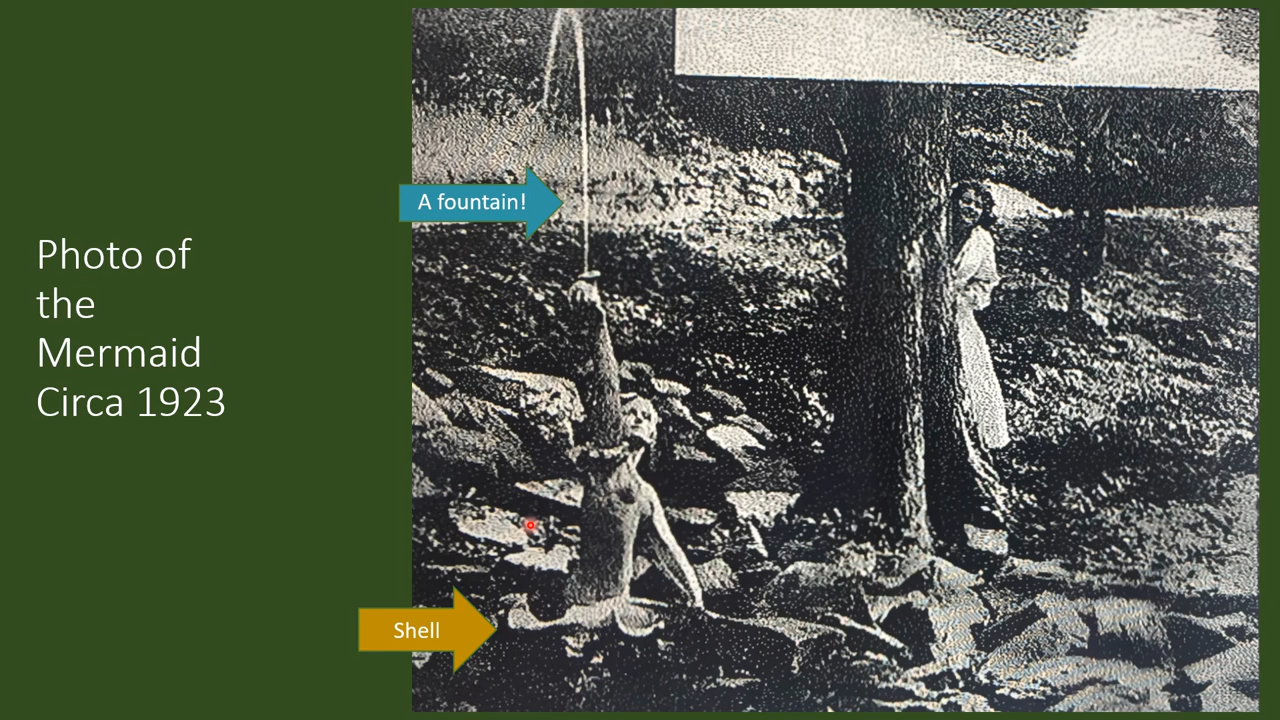 Photo of
the
Mermaid
Circa 1923
A fountain!
Shell